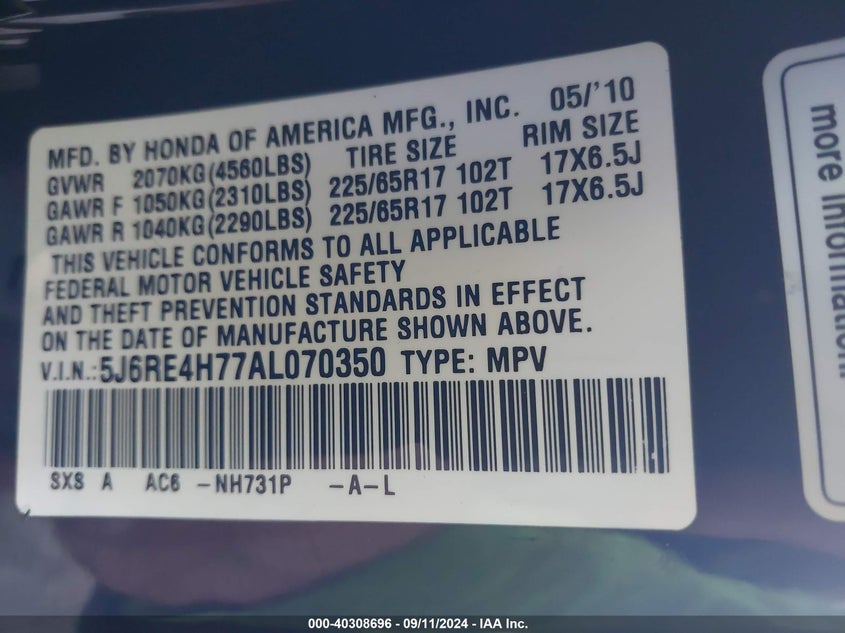 MFD. BY HONDA OF AMERICA MFG., INC. 05/'10
GVWR 2070KG(4560LBS) TIRE SIZE RIM SIZE
GAWR F 1050KG(2310LBS) 225/65R17 102T 17X6.5J
GAWR R 1040KG(2290LBS) 225/65R17 102T 17X6.5J
THIS VEHICLE CONFORMS TO ALL APPLICABLE
FEDERAL MOTOR VEHICLE SAFETY
AND THEFT PREVENTION STANDARDS IN EFFECT
ON THE DATE OF MANUFACTURE SHOWN ABOVE.
V.I.N.:5J6RE4H77AL070350 TYPE: MPV
SXS A AC6 -NH731P -A-L
more information.
000-40308696 - 09/11/2024 - IAA Inc.